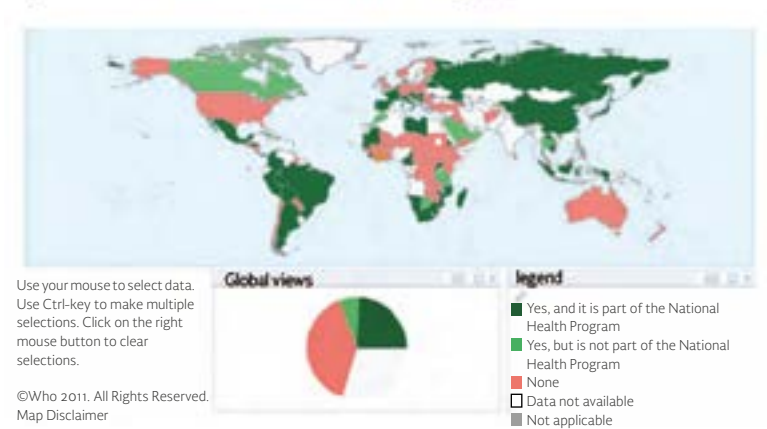 Use your mouse to select data.
Use Ctrl-key to make multiple
selections. Click on the right
mouse button to clear
selections.
©Who 2011. All Rights Reserved.
Map Disclaimer
Global views
legend
Yes, and it is part of the National
Health Program
Yes, but is not part of the National
Health Program
None
Data not available
Not applicable